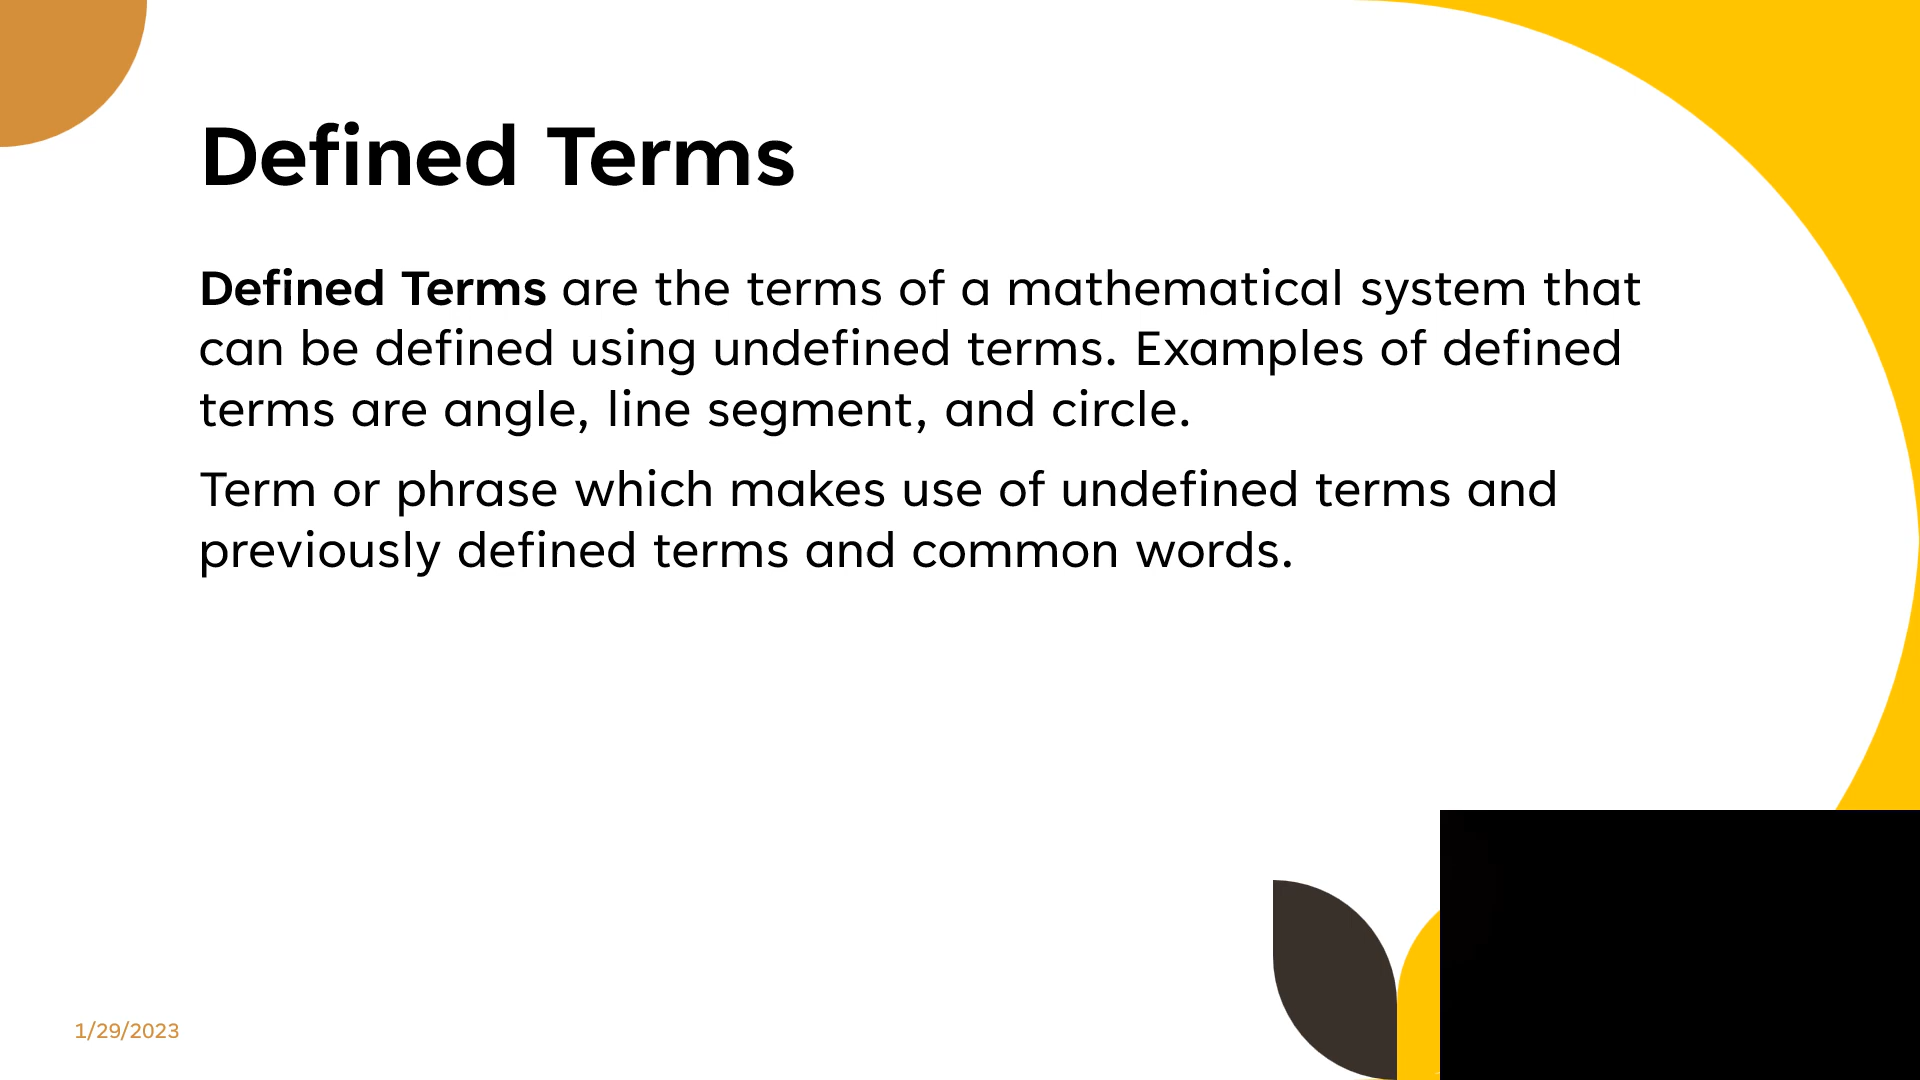 Defined Terms
Defined Terms are the terms of a mathematical system that
can be defined using undefined terms. Examples of defined
terms are angle, line segment, and circle.
Term or phrase which makes use of undefined terms and
previously defined terms and common words.
1/29/2023